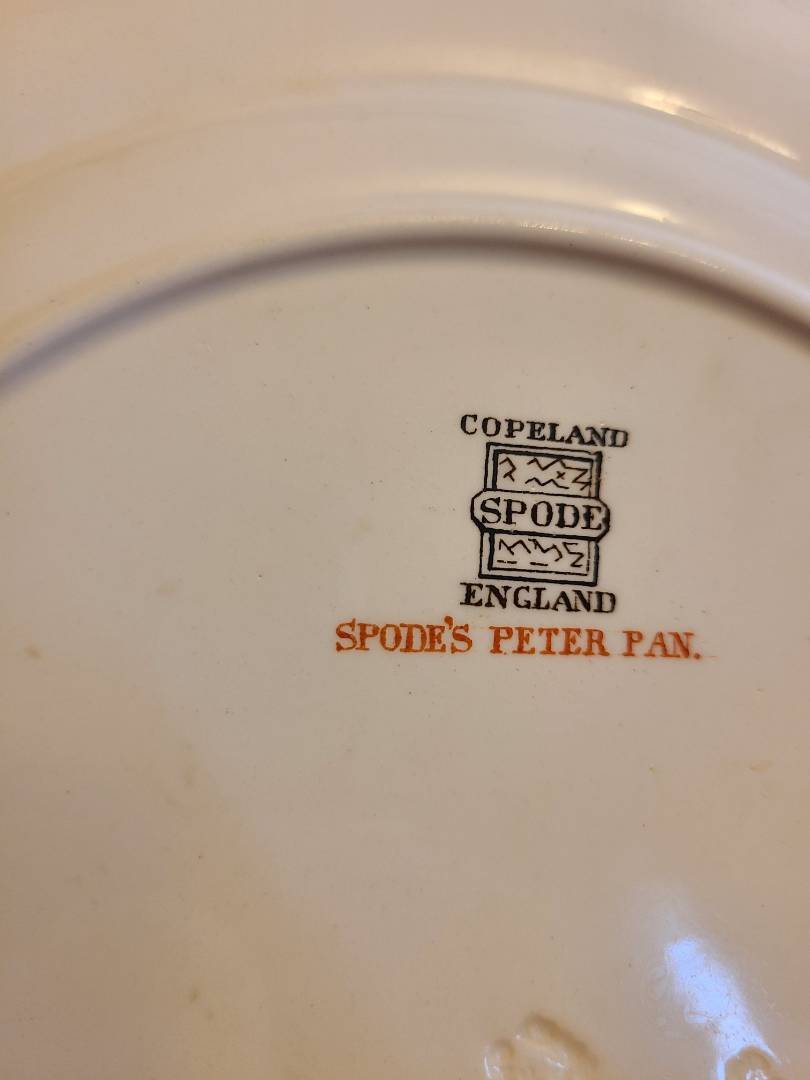 COPELAND
SPODE
ENGLAND
SPODE'S PETER PAN.